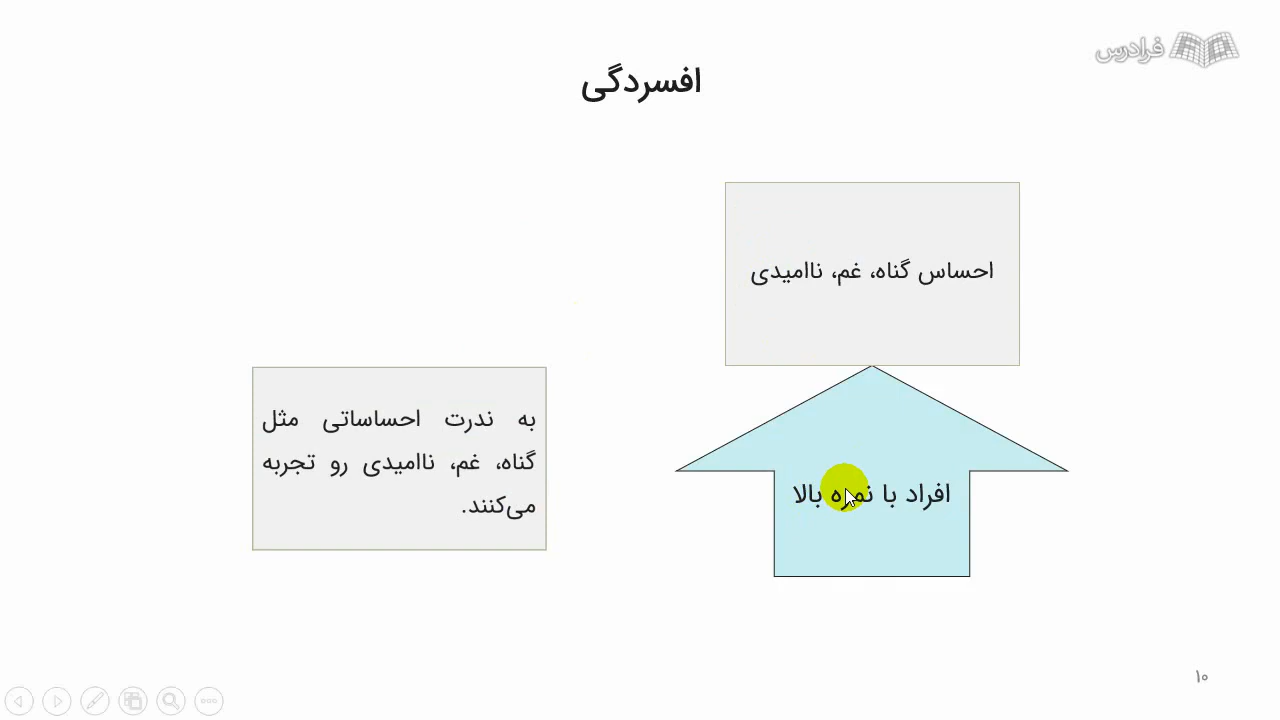 فرادرس
افسردگی
احساس گناه، غم، ناامیدی
افراد با نمره بالا
به ندرت احساساتی مثل
گناه، غم، ناامیدی رو تجربه
می‌کنند.
۱۰